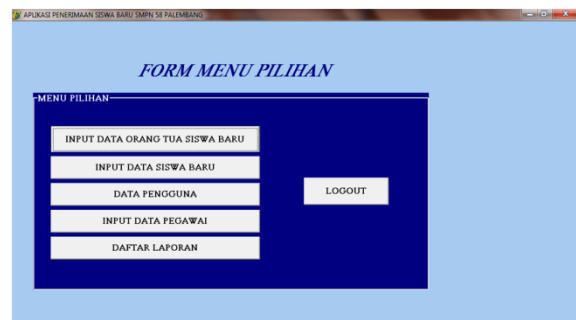 APLIKASI PENERIMAAN SISWA BARU SMPN 58 PALEMBANG
FORM MENU PILIHAN
MENU PILIHAN
INPUT DATA ORANG TUA SISWA BARU
INPUT DATA SISWA BARU
DATA PENGGUNA
LOGOUT
INPUT DATA PEGAWAI
DAFTAR LAPORAN